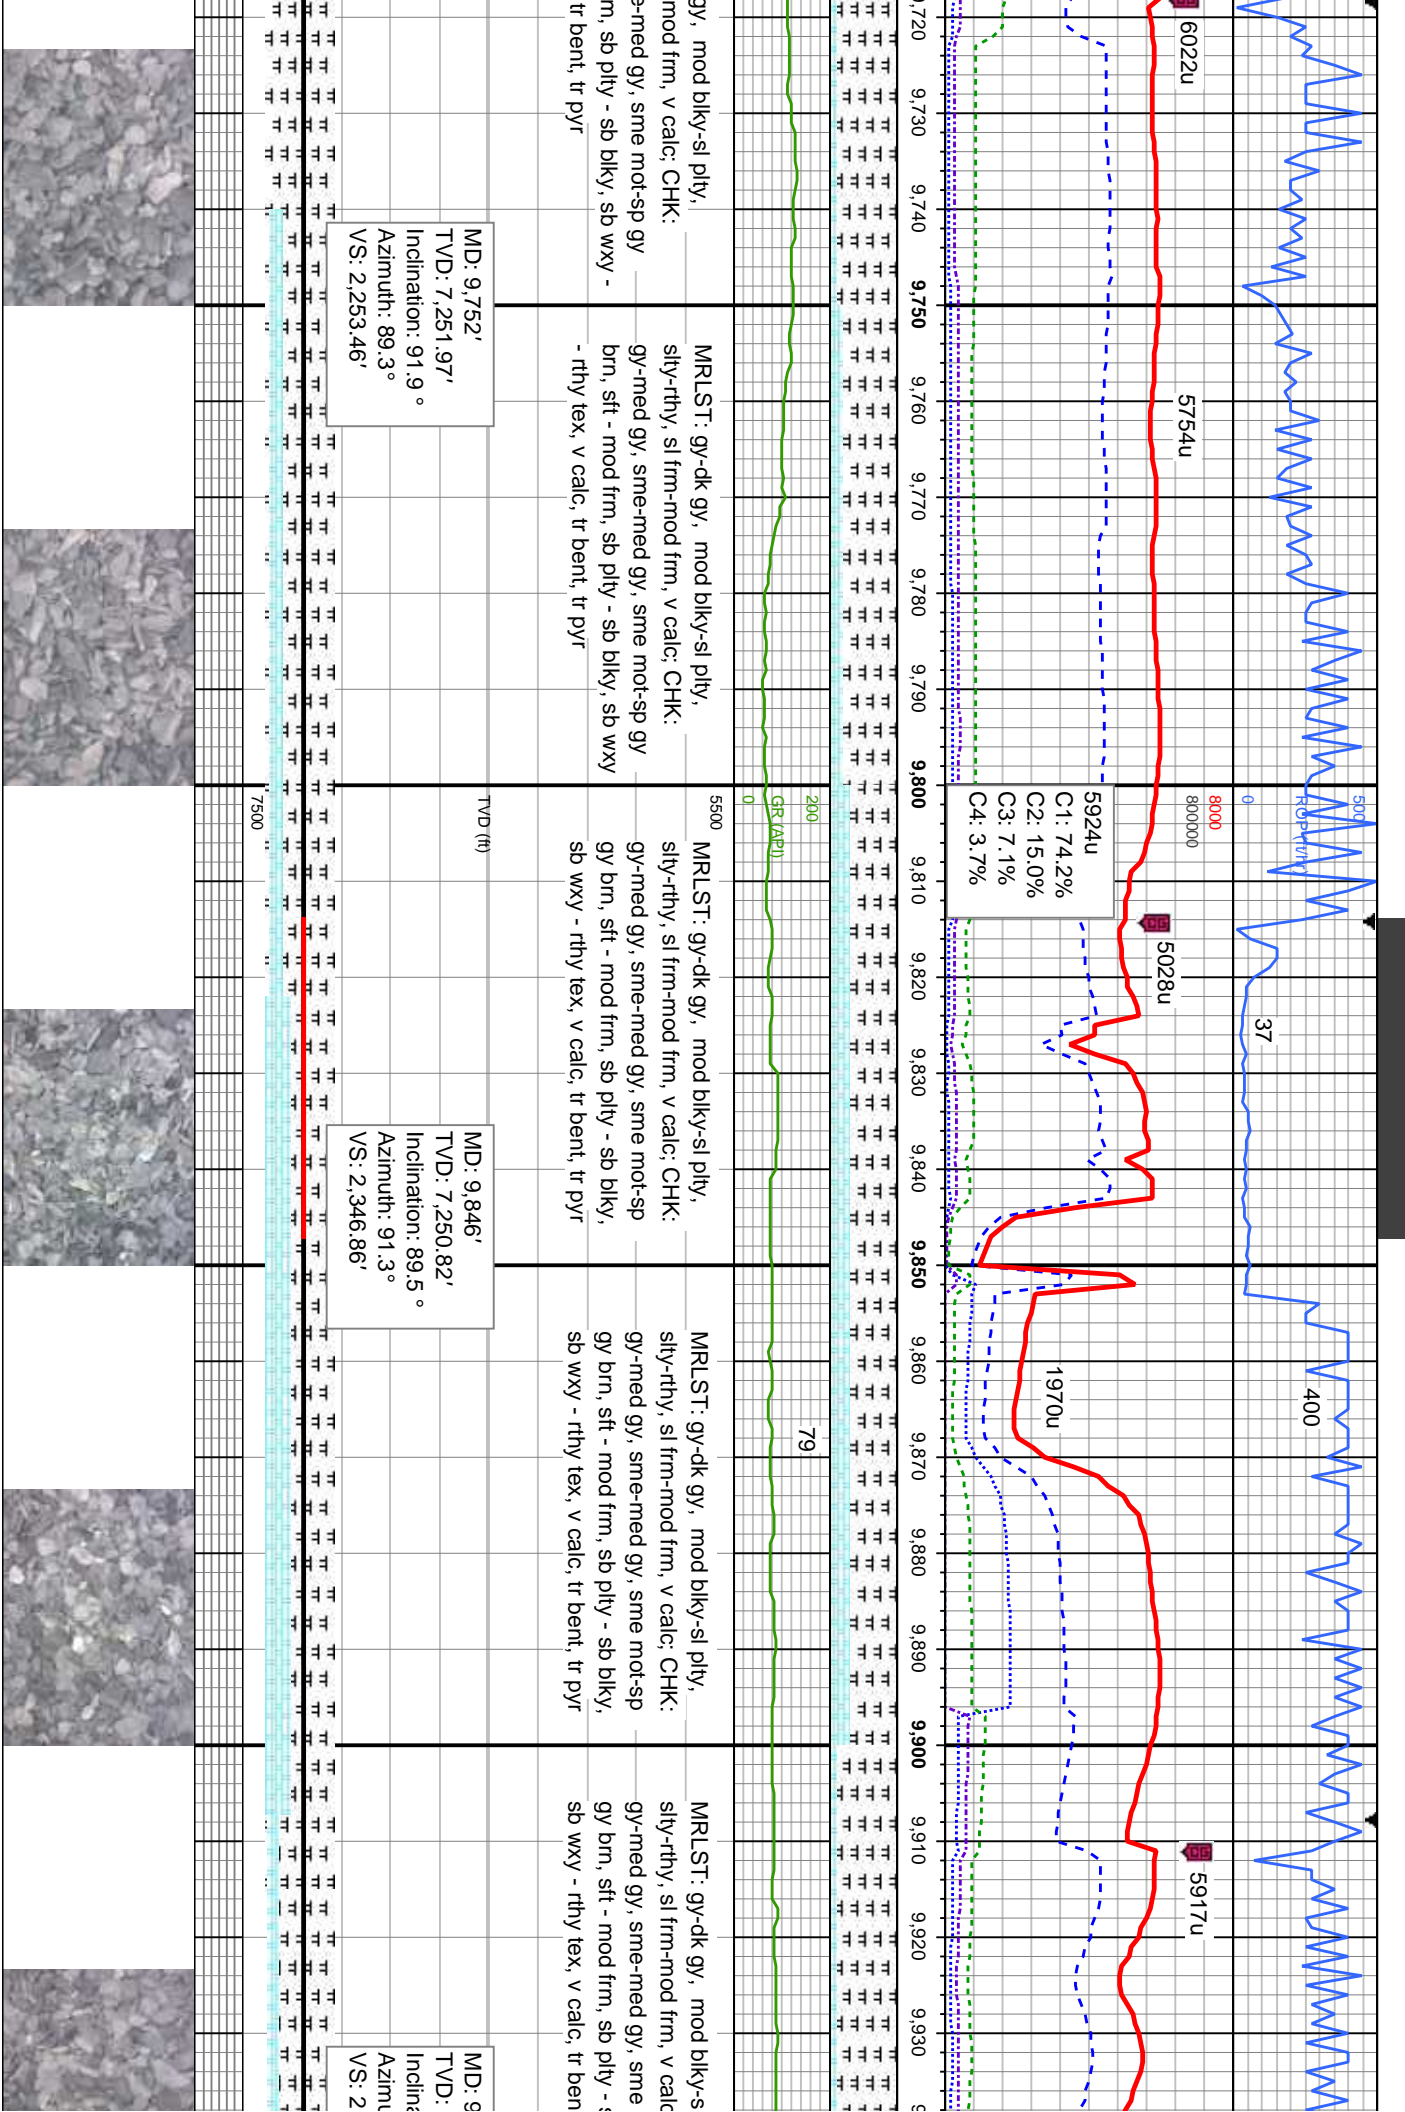 gy, mod blky-sl plty,
mod frm, v calc; CHK:
e-med gy, sme mot-sp gy
m, sb plty - sb blky, sb wxy -
tr bent, tr pyr
MRLST: gy-dk gy, mod blky-sl plty,
slty-rthy, sl frm-mod frm, v calc; CHK:
gy-med gy, sme-med gy, sme mot-sp gy
brn, sft - mod frm, sb plty - sb blky, sb wxy
- rthy tex, v calc, tr bent, tr pyr
MRLST: gy-dk gy, mod blky-sl plty,
slty-rthy, sl frm-mod frm, v calc; CHK:
gy-med gy, sme-med gy, sme mot-sp
gy brn, sft - mod frm, sb plty - sb blky,
sb wxy - rthy tex, v calc, tr bent, tr pyr
MRLST: gy-dk gy, mod blky-sl plty,
slty-rthy, sl frm-mod frm, v calc; CHK:
gy-med gy, sme-med gy, sme mot-sp
gy brn, sft - mod frm, sb plty - sb blky,
sb wxy - rthy tex, v calc, tr bent, tr pyr
MRLST: gy-dk gy, mod blky-s
slty-rthy, sl frm-mod frm, v calc
gy-med gy, sme-med gy, sme
gy brn, sft - mod frm, sb plty - s
sb wxy - rthy tex, v calc, tr ben
MD: 9,752'
TVD: 7,251.97'
Inclination: 91.9 °
Azimuth: 89.3°
VS: 2,253.46'
MD: 9,846'
TVD: 7,250.82'
Inclination: 89.5 °
Azimuth: 91.3°
VS: 2,346.86'
MD: 9
TVD:
Inclina
Azimu
VS: 2
5924u
C1: 74.2%
C2: 15.0%
C3: 7.1%
C4: 3.7%
500
ROP (ft/hr)
0
8000
800000
200
GR (API)
0
5500
TVD (ft)
7500
6022u
5754u
5028u
37
1970u
400
79
5917u
9,720
9,730
9,740
9,750
9,760
9,770
9,780
9,790
9,800
9,810
9,820
9,830
9,840
9,850
9,860
9,870
9,880
9,890
9,900
9,910
9,920
9,930